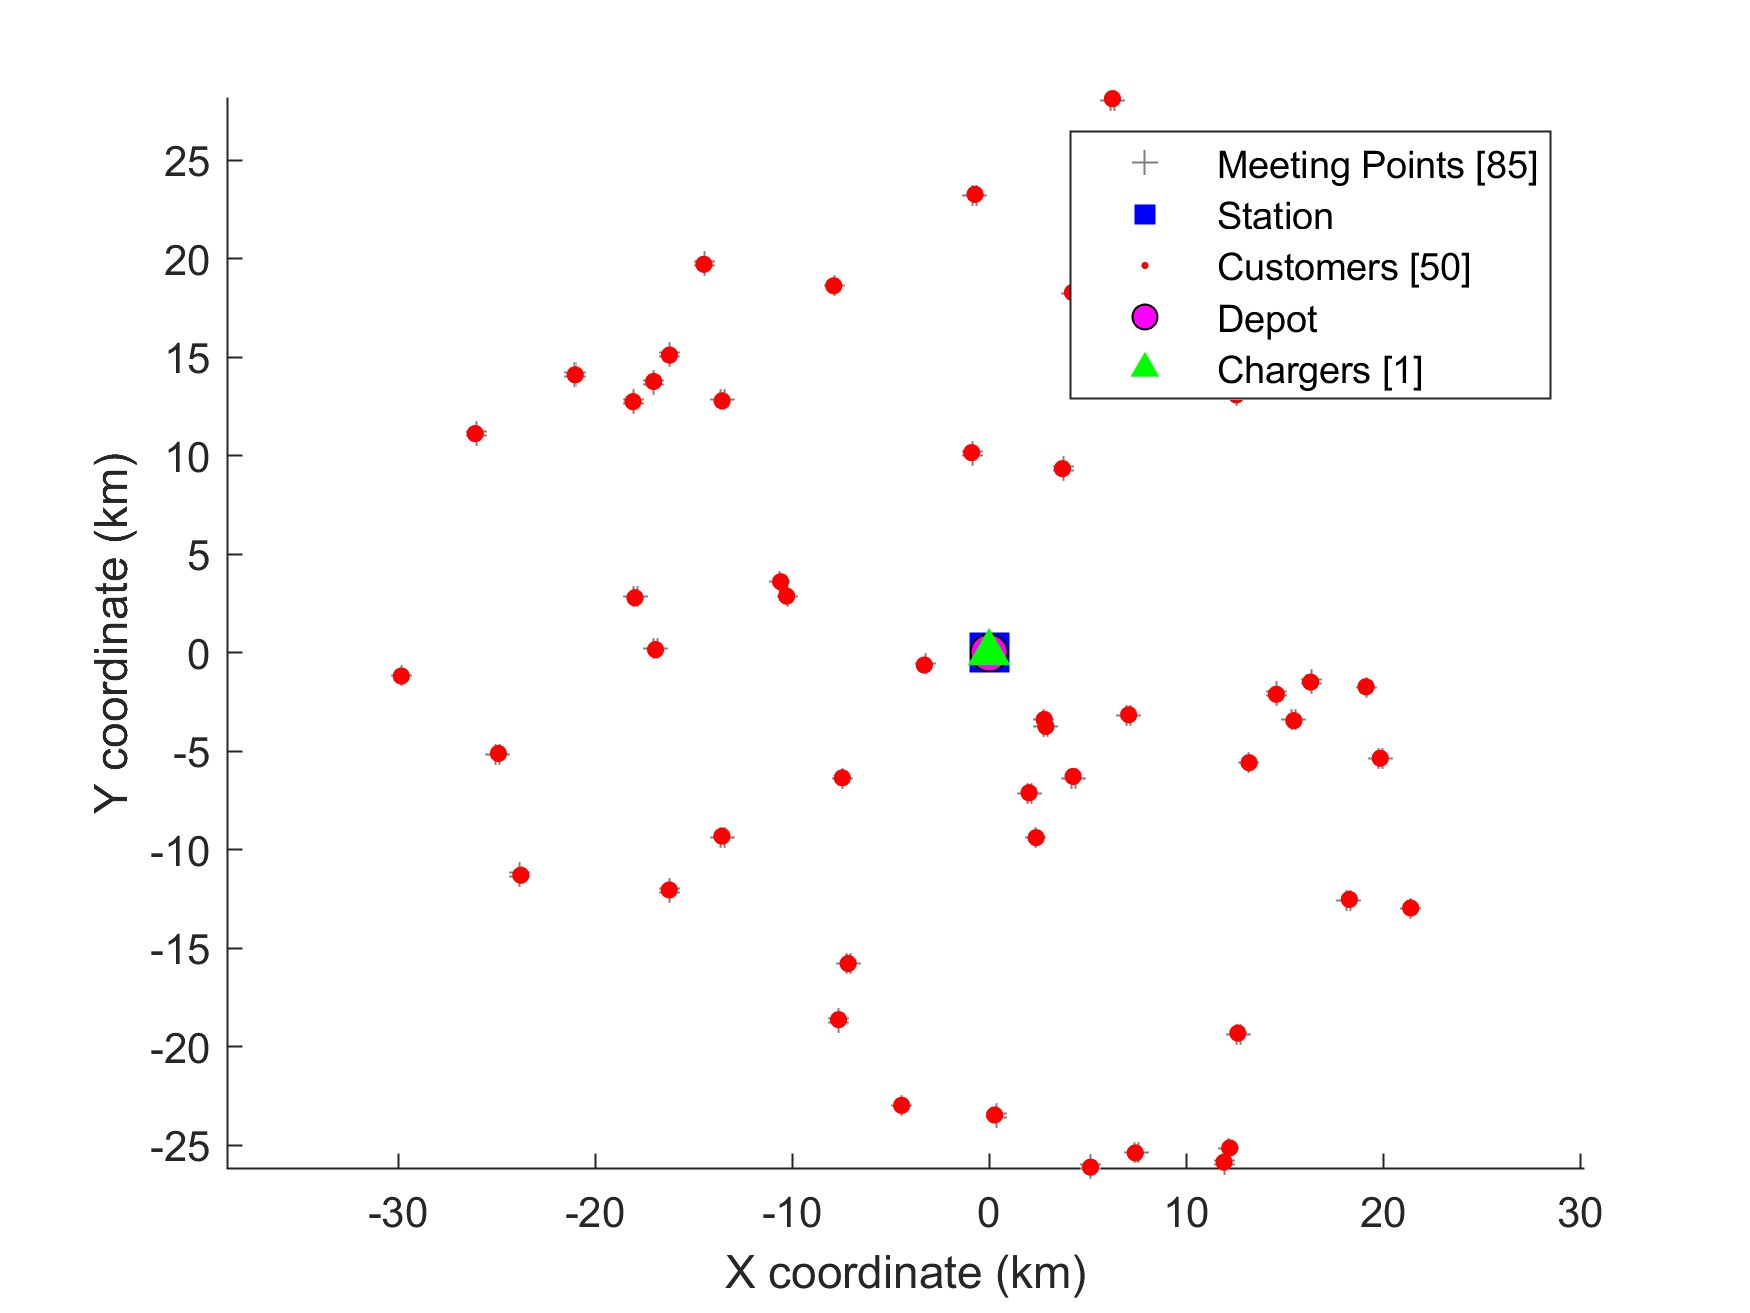 25
20
15
10
5
0
-5
-10
-15
-20
-25
Y coordinate (km)
Meeting Points [85]
Station
Customers [50]
Depot
Chargers [1]
-30 -20 -10 0 10 20 30
X coordinate (km)